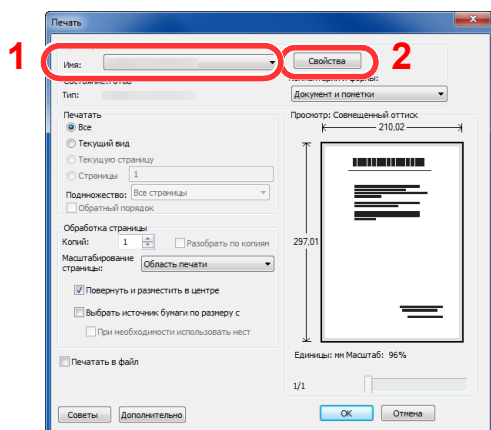 Печать
1
Имя:
Свойства
2
Тип:
Документ и пометки
Печатать
Все
Текущий вид
Текущую страницу
Страницы
1
Подмножество:
Все страницы
Обратный порядок
Обработка страницы
Копий:
1
Разобрать по копиям
Масштабирование
страницы:
Область печати
Повернуть и разместить в центре
Выбрать источник бумаги по размеру с
При необходимости использовать нест
Печатать в файл
Просмотр: Совмещенный оттиск
210,02
297,01
Единицы: мм Масштаб: 96%
1/1
Советы
Дополнительно
OK
Отмена